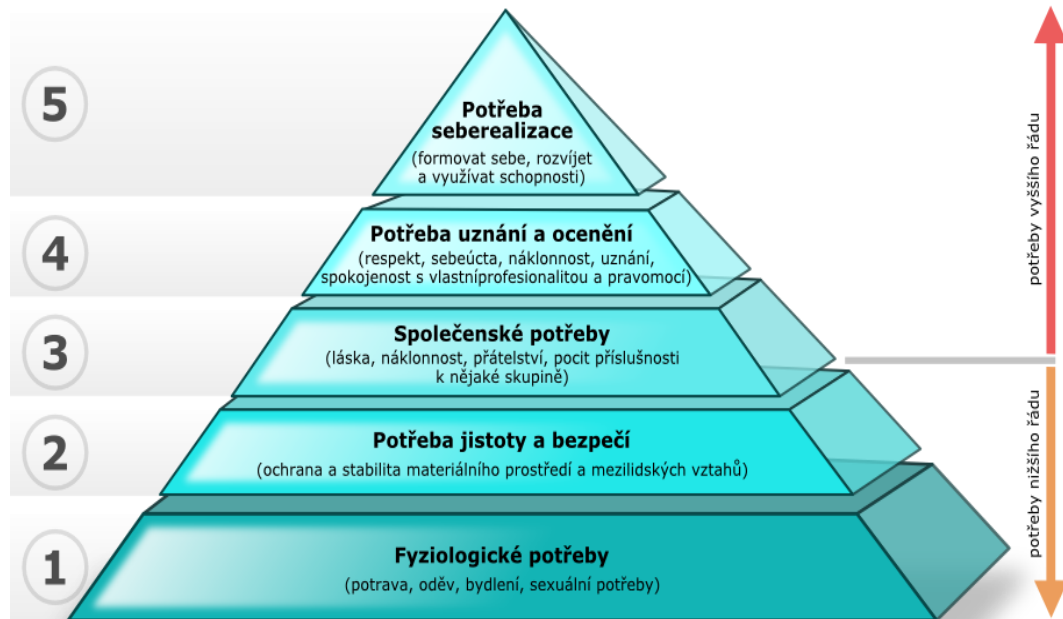 5
Potřeba
seberealizace
(formovat sebe, rozvíjet
a využívat schopnosti)
4
Potřeba uznání a ocenění
(respekt, sebeúcta, náklonnost, uznání,
spokojenost s vlastníprofesionalitou a pravomocí)
3
Společenské potřeby
(láska, náklonnost, přátelství, pocit příslušnosti
k nějaké skupině)
2
Potřeba jistoty a bezpečí
(ochrana a stabilita materiálního prostředí a mezilidských vztahů)
1
Fyziologické potřeby
(potrava, oděv, bydlení, sexuální potřeby)
potřeby vyššího řádu
potřeby nižšího řádu